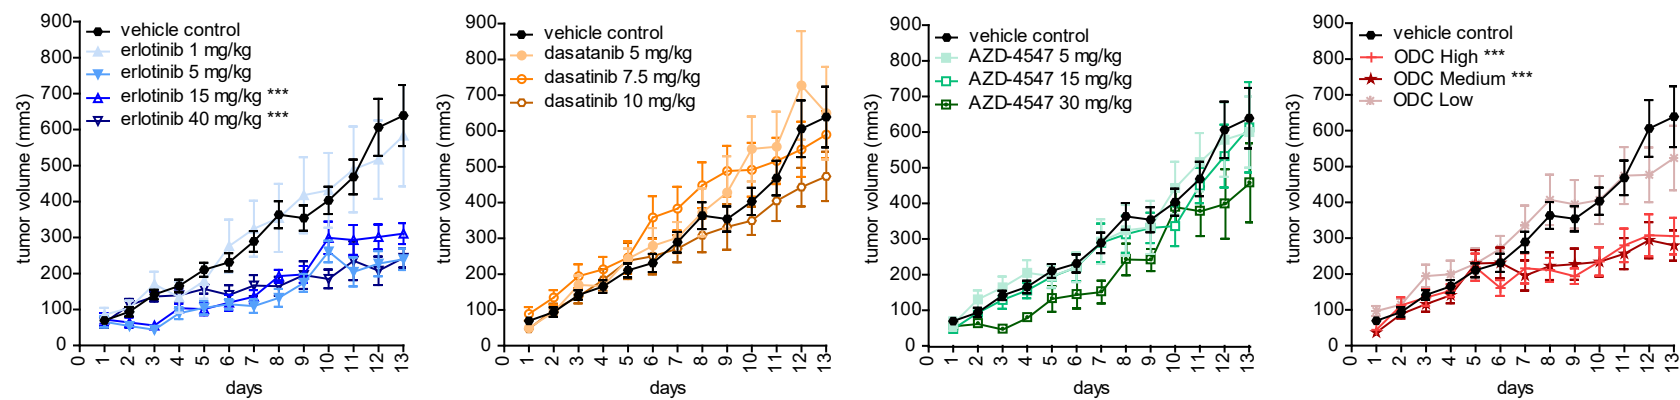 900
800
700
600
500
400
300
200
100
0
tumor volume (mm3)
vehicle control
erlotinib 1 mg/kg
erlotinib 5 mg/kg
erlotinib 15 mg/kg ***
erlotinib 40 mg/kg ***
0 1 2 3 4 5 6 7 8 9 10 11 12 13
days
900
800
700
600
500
400
300
200
100
0
tumor volume (mm3)
vehicle control
dasatanib 5 mg/kg
dasatinib 7.5 mg/kg
dasatinib 10 mg/kg
0 1 2 3 4 5 6 7 8 9 10 11 12 13
days
900
800
700
600
500
400
300
200
100
0
tumor volume (mm3)
vehicle control
AZD-4547 5 mg/kg
AZD-4547 15 mg/kg
AZD-4547 30 mg/kg
0 1 2 3 4 5 6 7 8 9 10 11 12 13
days
900
800
700
600
500
400
300
200
100
0
tumor volume (mm3)
vehicle control
ODC High ***
ODC Medium ***
ODC Low
0 1 2 3 4 5 6 7 8 9 10 11 12 13
days